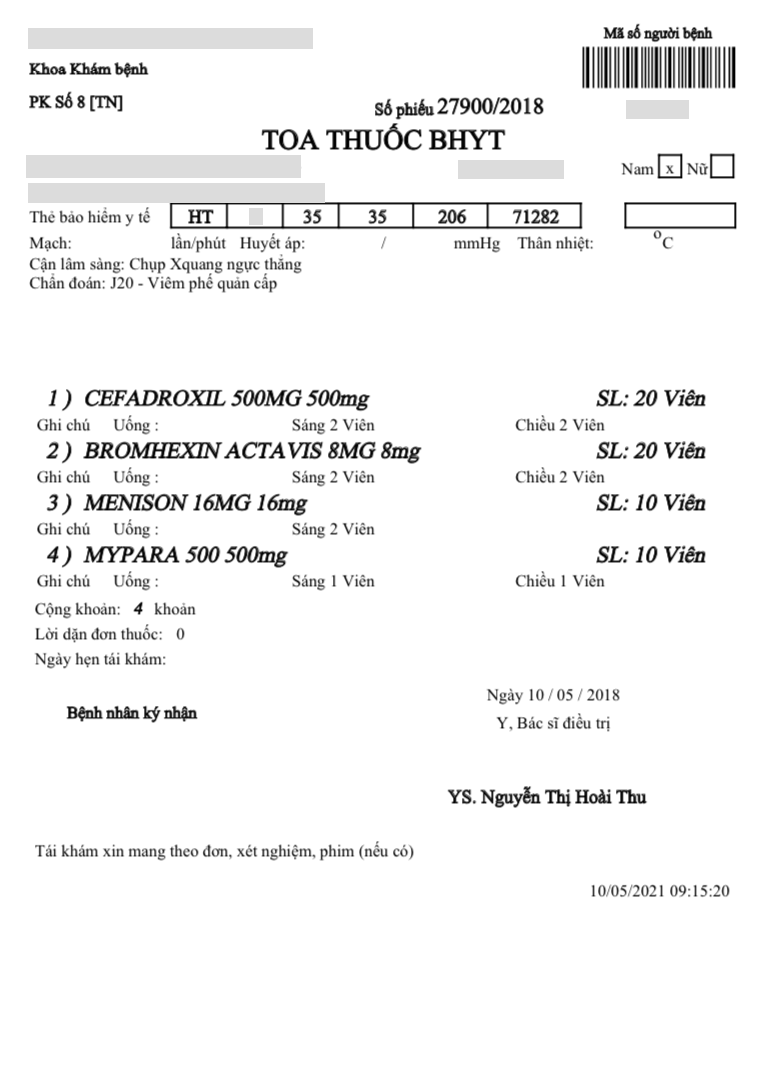 Mã số người bệnh
Khoa Khám bệnh
PK Số 8 [TN]
Số phiếu 27900/2018
TOA THUỐC BHYT
Nam x Nữ
Thẻ bảo hiểm y tế HT 35 35 206 71282
Mạch: lần/phút Huyết áp: / mmHg Thân nhiệt: °C
Cận lâm sàng: Chụp Xquang ngực thẳng
Chẩn đoán: J20 - Viêm phế quản cấp
1 ) CEFADROXIL 500MG 500mg SL: 20 Viên
Ghi chú Uống : Sáng 2 Viên Chiều 2 Viên
2 ) BROMHEXIN ACTAVIS 8MG 8mg SL: 20 Viên
Ghi chú Uống : Sáng 2 Viên Chiều 2 Viên
3 ) MENISON 16MG 16mg SL: 10 Viên
Ghi chú Uống : Sáng 2 Viên
4 ) MYPARA 500 500mg SL: 10 Viên
Ghi chú Uống : Sáng 1 Viên Chiều 1 Viên
Cộng khoản: 4 khoản
Lời dặn đơn thuốc: 0
Ngày hẹn tái khám:
Ngày 10 / 05 / 2018
Bệnh nhân ký nhận
Y, Bác sĩ điều trị
YS. Nguyễn Thị Hoài Thu
Tái khám xin mang theo đơn, xét nghiệm, phim (nếu có)
10/05/2021 09:15:20